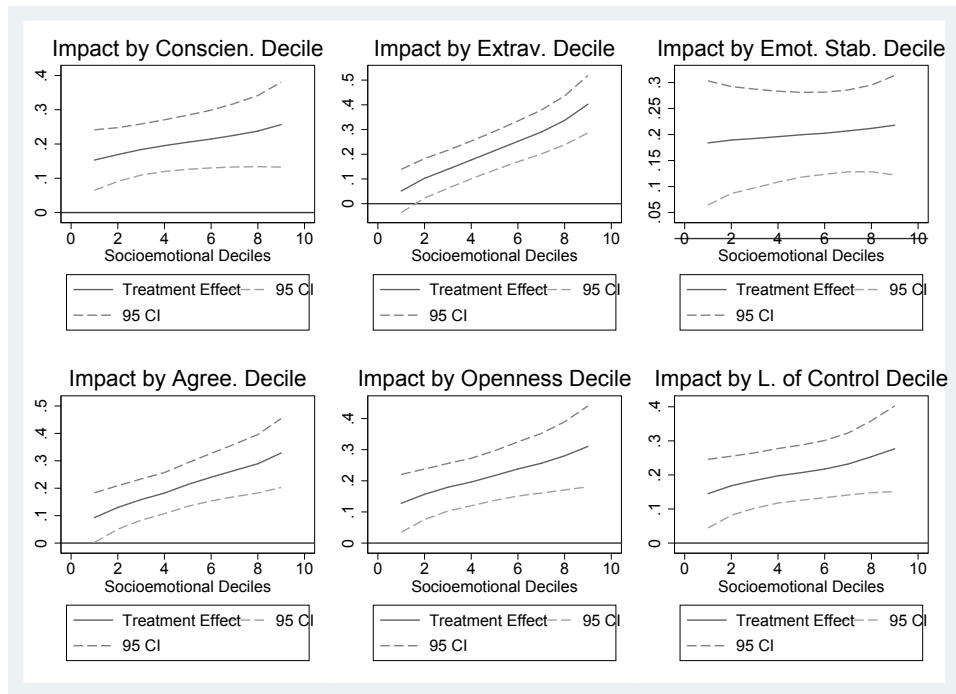 Impact by Conscien. Decile
.4
.3
.2
.1
0
0 2 4 6 8 10
Socioemotional Deciles
Treatment Effect 95 CI
95 CI
Impact by Extrav. Decile
.5
.4
.3
.2
.1
0
0 2 4 6 8 10
Socioemotional Deciles
Treatment Effect 95 CI
95 CI
Impact by Emot. Stab. Decile
.3
.25
.2
.15
.1
.05
0 2 4 6 8 10
Socioemotional Deciles
Treatment Effect 95 CI
95 CI
Impact by Agree. Decile
.5
.4
.3
.2
.1
0
0 2 4 6 8 10
Socioemotional Deciles
Treatment Effect 95 CI
95 CI
Impact by Openness Decile
.4
.3
.2
.1
0
0 2 4 6 8 10
Socioemotional Deciles
Treatment Effect 95 CI
95 CI
Impact by L. of Control Decile
.4
.3
.2
.1
0
0 2 4 6 8 10
Socioemotional Deciles
Treatment Effect 95 CI
95 CI